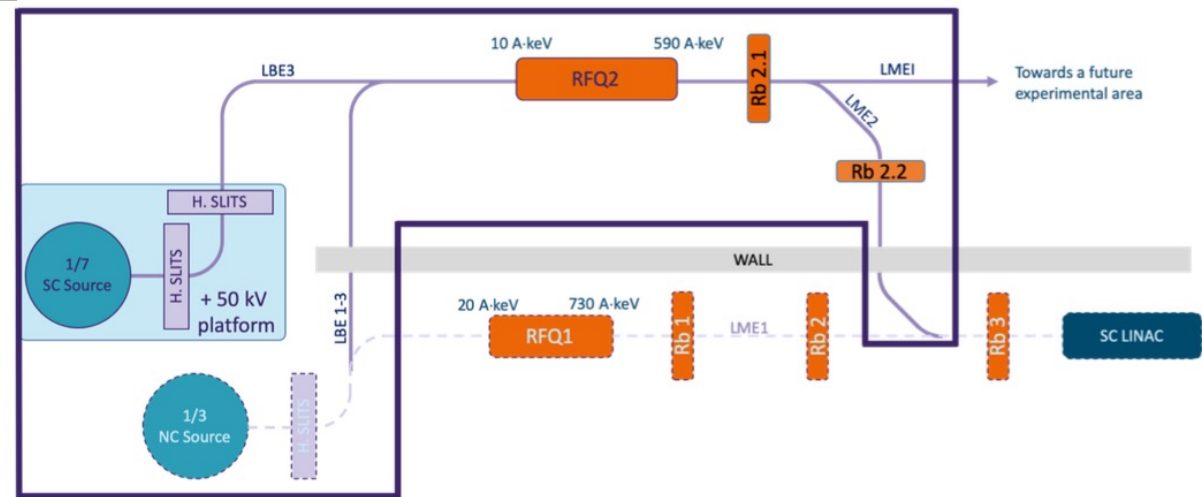 10 A·keV
590 A·keV
LBE3
RFQ2
Rb 2.1
LMEI
Towards a future
experimental area
LME2
Rb 2.2
H. SLITS
1/7
SC Source
H. SLITS
+ 50 kV
platform
WALL
LBE 1-3
20 A·keV
730 A·keV
RFQ1
Rb 1
LME1
Rb 2
Rb 3
SC LINAC
1/3
NC Source
H. SLITS